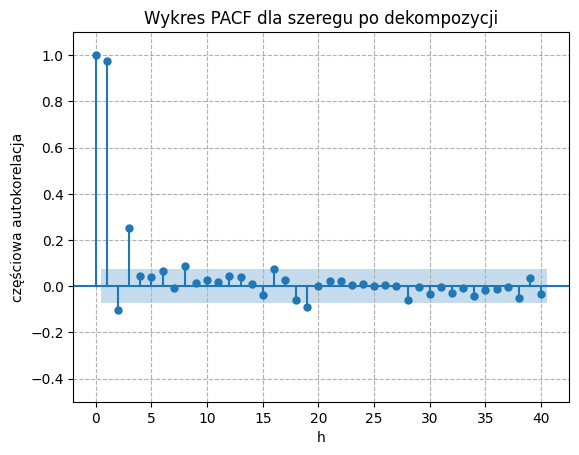 Wykres PACF dla szeregu po dekompozycji
częściowa autokorelacja
1.0
0.8
0.6
0.4
0.2
0.0
−0.2
−0.4
0 5 10 15 20 25 30 35 40
h